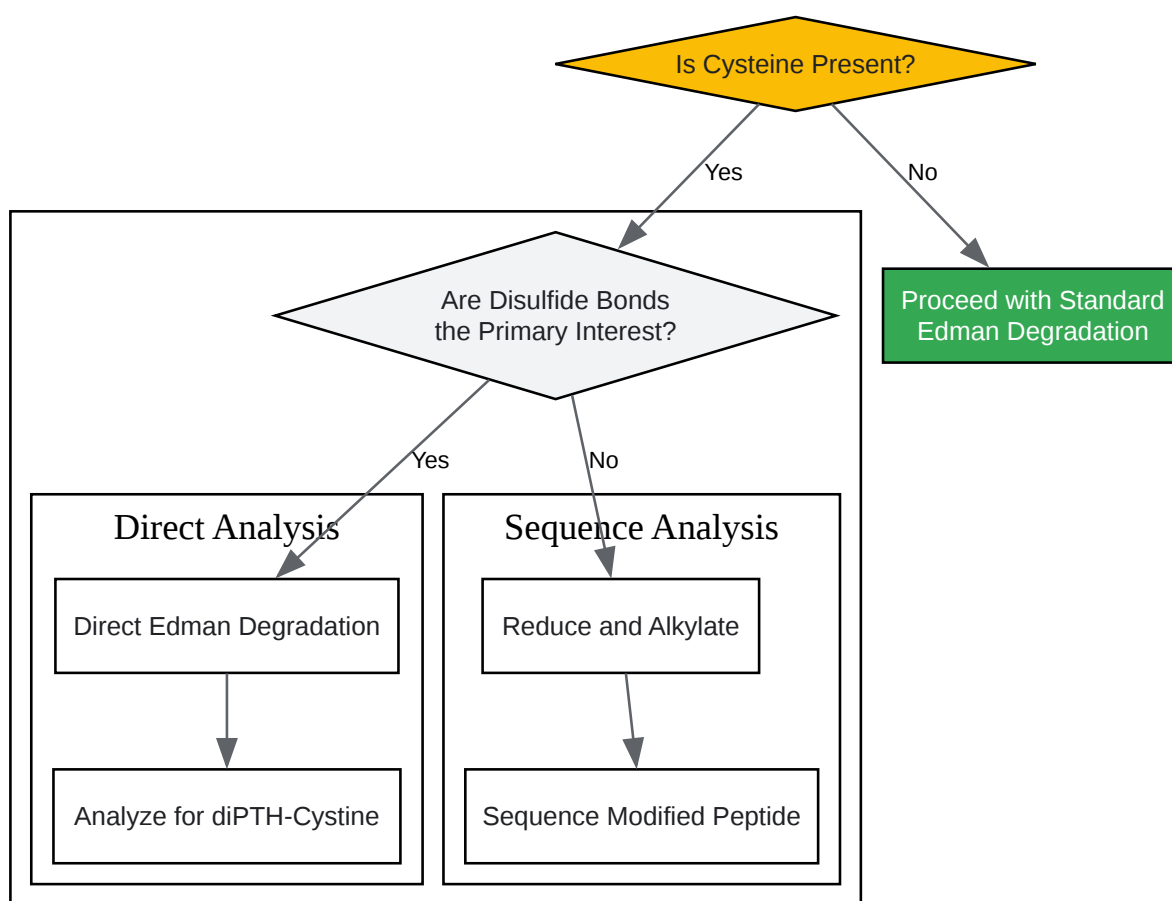 Is Cysteine Present?
Yes
No
Are Disulfide Bonds
the Primary Interest?
Proceed with Standard
Edman Degradation
Yes
No
Direct Analysis
Sequence Analysis
Direct Edman Degradation
Reduce and Alkylate
Analyze for diPTH-Cystine
Sequence Modified Peptide